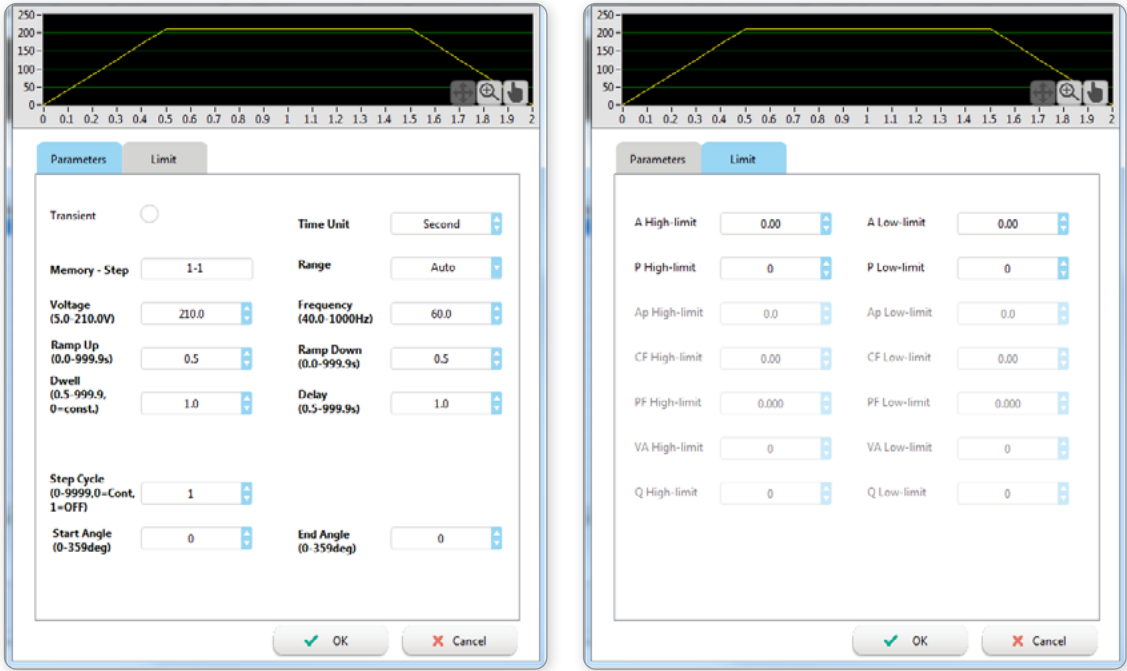 250
200
150
100
50
0
0 0.1 0.2 0.3 0.4 0.5 0.6 0.7 0.8 0.9 1 1.1 1.2 1.3 1.4 1.5 1.6 1.7 1.8 1.9 2
Parameters Limit
Transient
Time Unit Second
Memory - Step 1-1
Range Auto
Voltage
(5.0-210.0V) 210.0
Frequency
(40.0-1000Hz) 60.0
Ramp Up
(0.0-999.9s) 0.5
Ramp Down
(0.0-999.9s) 0.5
Dwell
(0.5-999.9,
0=const.) 1.0
Delay
(0.5-999.9s) 1.0
Step Cycle
(0-9999,0=Cont,
1=OFF) 1
Start Angle
(0-359deg) 0
End Angle
(0-359deg) 0
OK Cancel
250
200
150
100
50
0
0 0.1 0.2 0.3 0.4 0.5 0.6 0.7 0.8 0.9 1 1.1 1.2 1.3 1.4 1.5 1.6 1.7 1.8 1.9 2
Parameters Limit
A High-limit 0.00 A Low-limit 0.00
P High-limit 0 P Low-limit 0
Ap High-limit 0.0 Ap Low-limit 0.0
CF High-limit 0.00 CF Low-limit 0.00
PF High-limit 0.000 PF Low-limit 0.000
VA High-limit 0 VA Low-limit 0
Q High-limit 0 Q Low-limit 0
OK Cancel